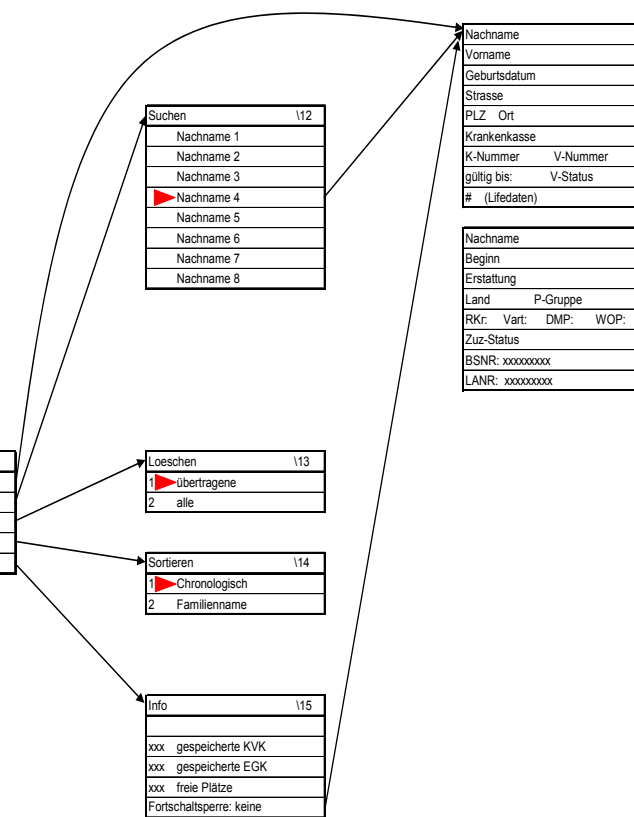 Suchen \12
Nachname 1
Nachname 2
Nachname 3
Nachname 4
Nachname 5
Nachname 6
Nachname 7
Nachname 8
Loeschen \13
1 übertragene
2 alle
Sortieren \14
1 Chronologisch
2 Familienname
Info \15
xxx gespeicherte KVK
xxx gespeicherte EGK
xxx freie Plätze
Fortschaltsperre: keine
Nachname
Vorname
Geburtsdatum
Strasse
PLZ Ort
Krankenkasse
K-Nummer V-Nummer
gültig bis: V-Status
# (Lifedaten)
Nachname
Beginn
Erstattung
Land P-Gruppe
RKr: Vart: DMP: WOP:
Zuz-Status
BSNR: xxxxxxxxx
LANR: xxxxxxxxx